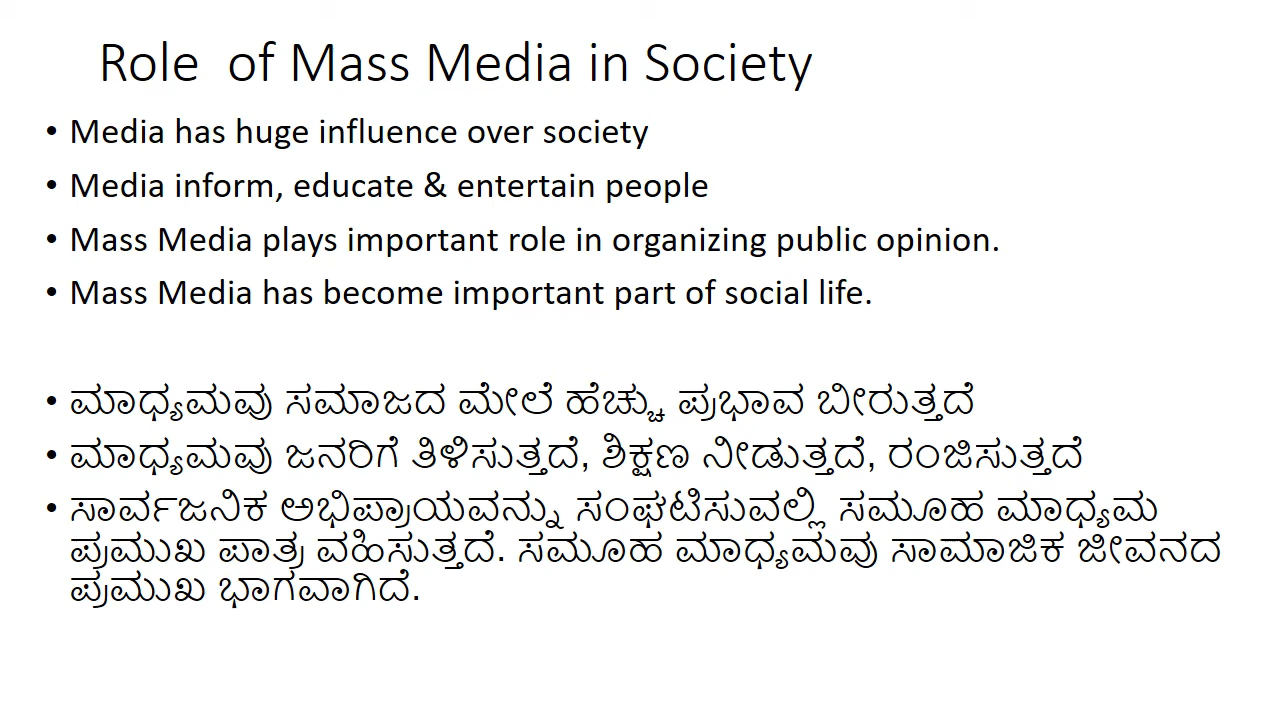 Role  of Mass Media in Society
• Media has huge influence over society
• Media inform, educate & entertain people
• Mass Media plays important role in organizing public opinion.
• Mass Media has become important part of social life.
• ಮಾಧ್ಯಮವು ಸಮಾಜದ ಮೇಲೆ ಹೆಚ್ಚು ಪ್ರಭಾವ ಬೀರುತ್ತದೆ
• ಮಾಧ್ಯಮವು ಜನರಿಗೆ ತಿಳಿಸುತ್ತದೆ, ಶಿಕ್ಷಣ ನೀಡುತ್ತದೆ, ರಂಜಿಸುತ್ತದೆ
• ಸಾರ್ವಜನಿಕ ಅಭಿಪ್ರಾಯವನ್ನು ಸಂಘಟಿಸುವಲ್ಲಿ ಸಮೂಹ ಮಾಧ್ಯಮ
ಪ್ರಮುಖ ಪಾತ್ರ ವಹಿಸುತ್ತದೆ. ಸಮೂಹ ಮಾಧ್ಯಮವು ಸಾಮಾಜಿಕ ಜೀವನದ
ಪ್ರಮುಖ ಭಾಗವಾಗಿದೆ.